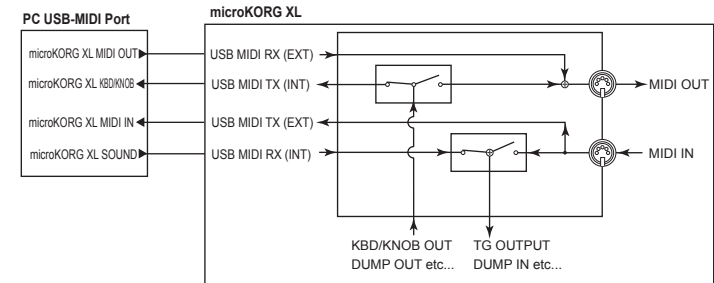 PC USB-MIDI Port
microKORG XL
microKORG XL MIDI OUT
USB MIDI RX (EXT)
microKORG XL KBD/KNOB
USB MIDI TX (INT)
MIDI OUT
microKORG XL MIDI IN
USB MIDI TX (EXT)
microKORG XL SOUND
USB MIDI RX (INT)
MIDI IN
KBD/KNOB OUT
DUMP OUT etc...
TG OUTPUT
DUMP IN etc...